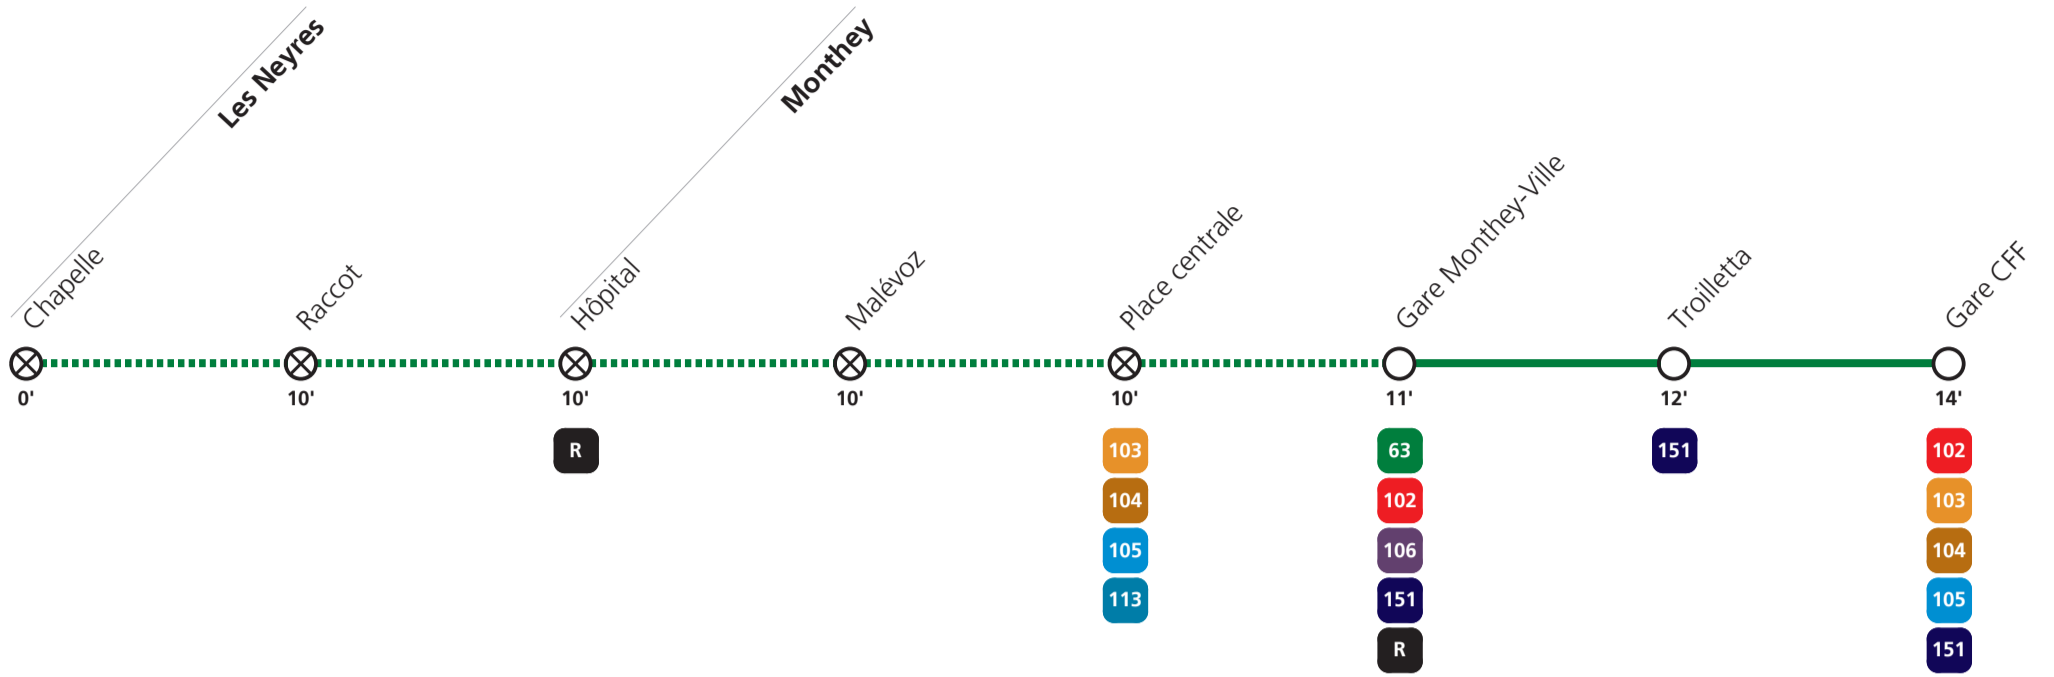 Les Neyres
Monthey
Chapelle
Raccot
Hôpital
Malévoz
Place centrale
Gare Monthey-Ville
Troilletta
Gare CFF
0'
10'
10'
10'
10'
11'
12'
14'
R
103
104
105
113
63
102
106
151
R
151
102
103
104
105
151